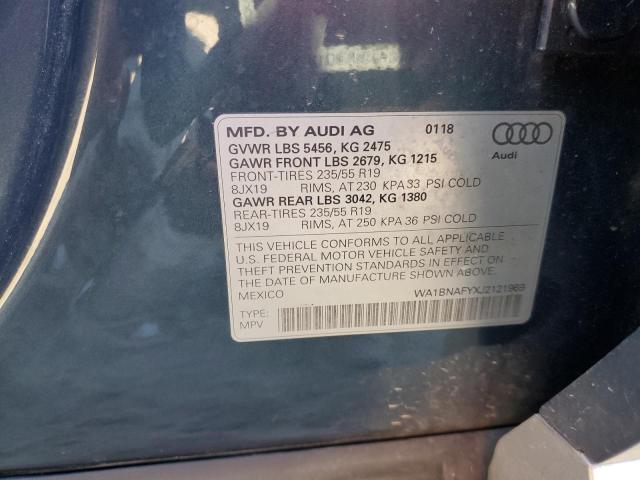 MFD. BY AUDI AG 0118
GVWR LBS 5456, KG 2475
GAWR FRONT LBS 2679, KG 1215
FRONT-TIRES 235/55 R19
8JX19 RIMS, AT 230 KPA 33 PSI COLD
GAWR REAR LBS 3042, KG 1380
REAR-TIRES 235/55 R19
8JX19 RIMS, AT 250 KPA 36 PSI COLD
Audi
THIS VEHICLE CONFORMS TO ALL APPLICABLE
U.S. FEDERAL MOTOR VEHICLE SAFETY AND
THEFT PREVENTION STANDARDS IN EFFECT ON
THE DATE OF MANUFACTURE SHOWN ABOVE.
MEXICO WA1BNAFYXJ2121969
TYPE:
MPV